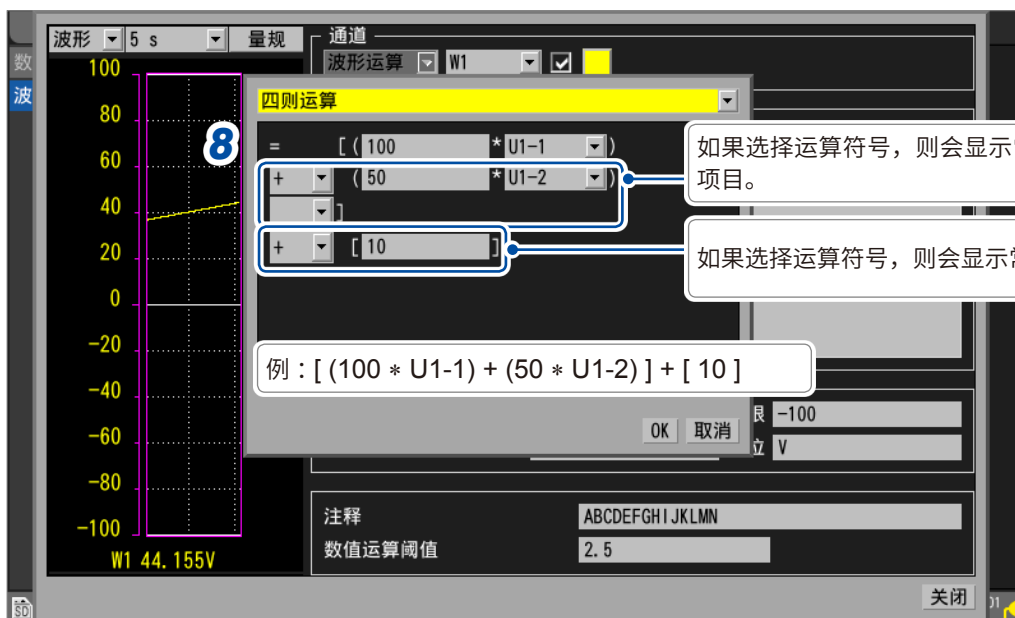 波形 5 s 量规
通道
数
波形运算 W1
波
100
80
60
40
20
0
-20
-40
-60
-80
-100
W1 44.155V
四则运算
8
= [ ( 100 * U1-1 )
+ ( 50 * U1-2 )
]
+ [ 10 ]
如果选择运算符号，则会显示
项目。
如果选择运算符号，则会显示
例：[ (100 * U1-1) + (50 * U1-2) ] + [ 10 ]
OK 取消
限 -100
位 V
注释 ABCDEFGHIJKLMN
数值运算阈值 2.5
关闭
SD
01